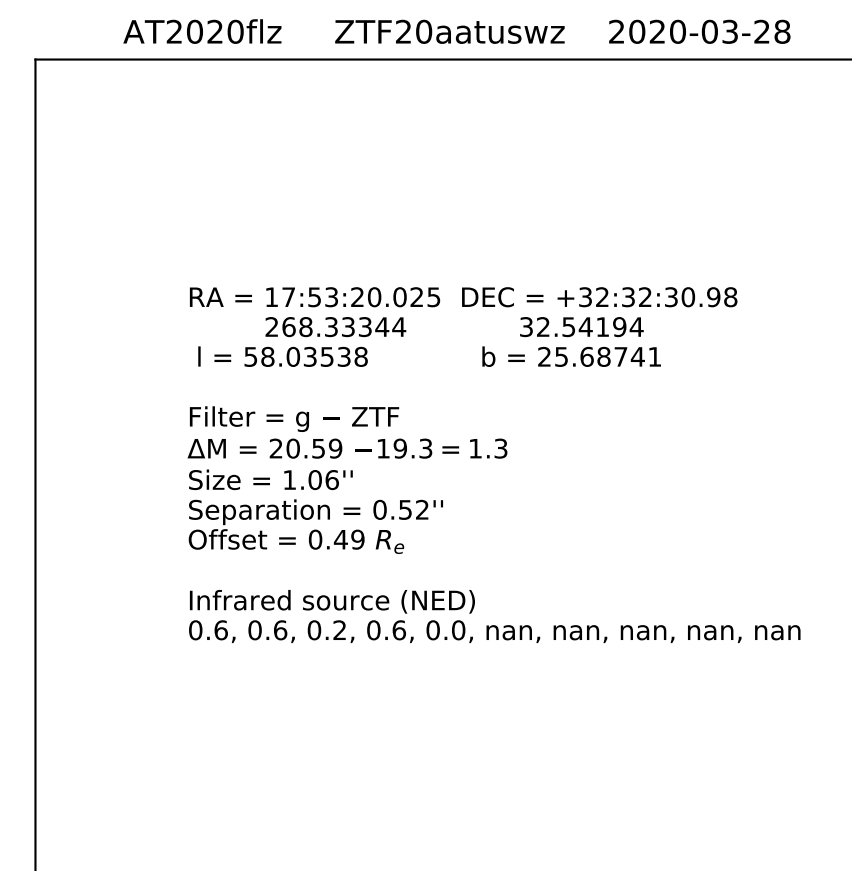 AT2020flz ZTF20aatuswz 2020-03-28
RA = 17:53:20.025 DEC = +32:32:30.98
268.33344 32.54194
l = 58.03538 b = 25.68741
Filter = g − ZTF
ΔM = 20.59 −19.3 = 1.3
Size = 1.06''
Separation = 0.52''
Offset = 0.49 Re
Infrared source (NED)
0.6, 0.6, 0.2, 0.6, 0.0, nan, nan, nan, nan, nan